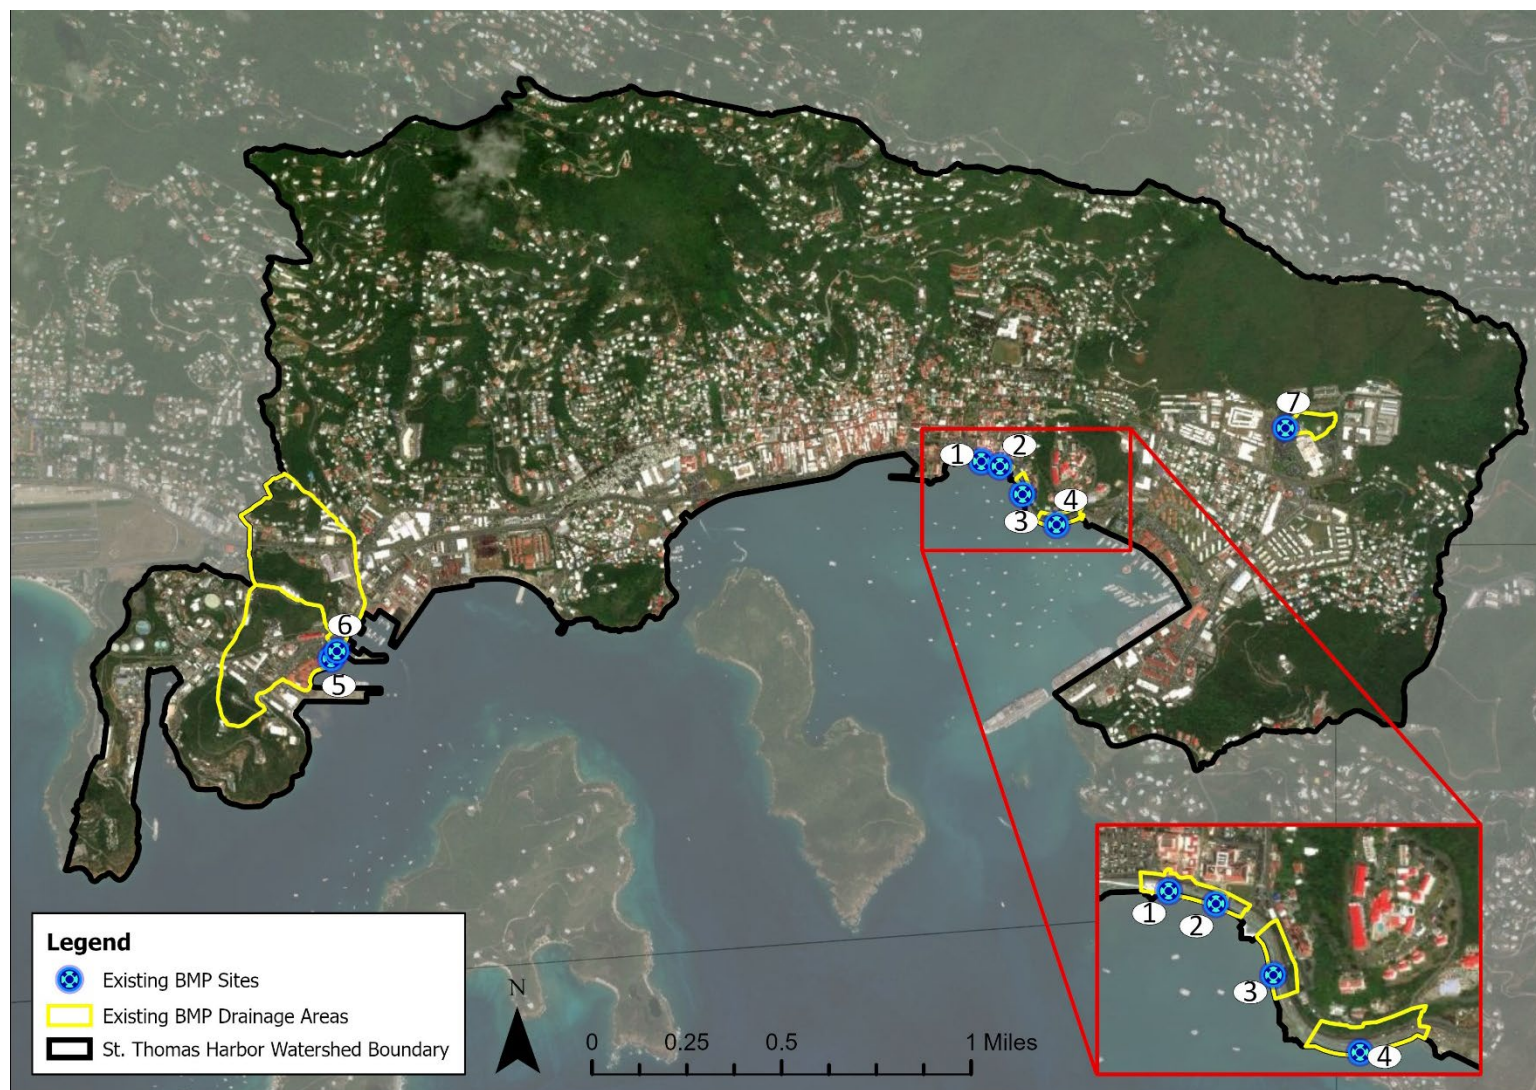 7
1
2
4
3
6
5
1
2
3
4
Legend
Existing BMP Sites
Existing BMP Drainage Areas
St. Thomas Harbor Watershed Boundary
N
0 0.25 0.5 1 Miles